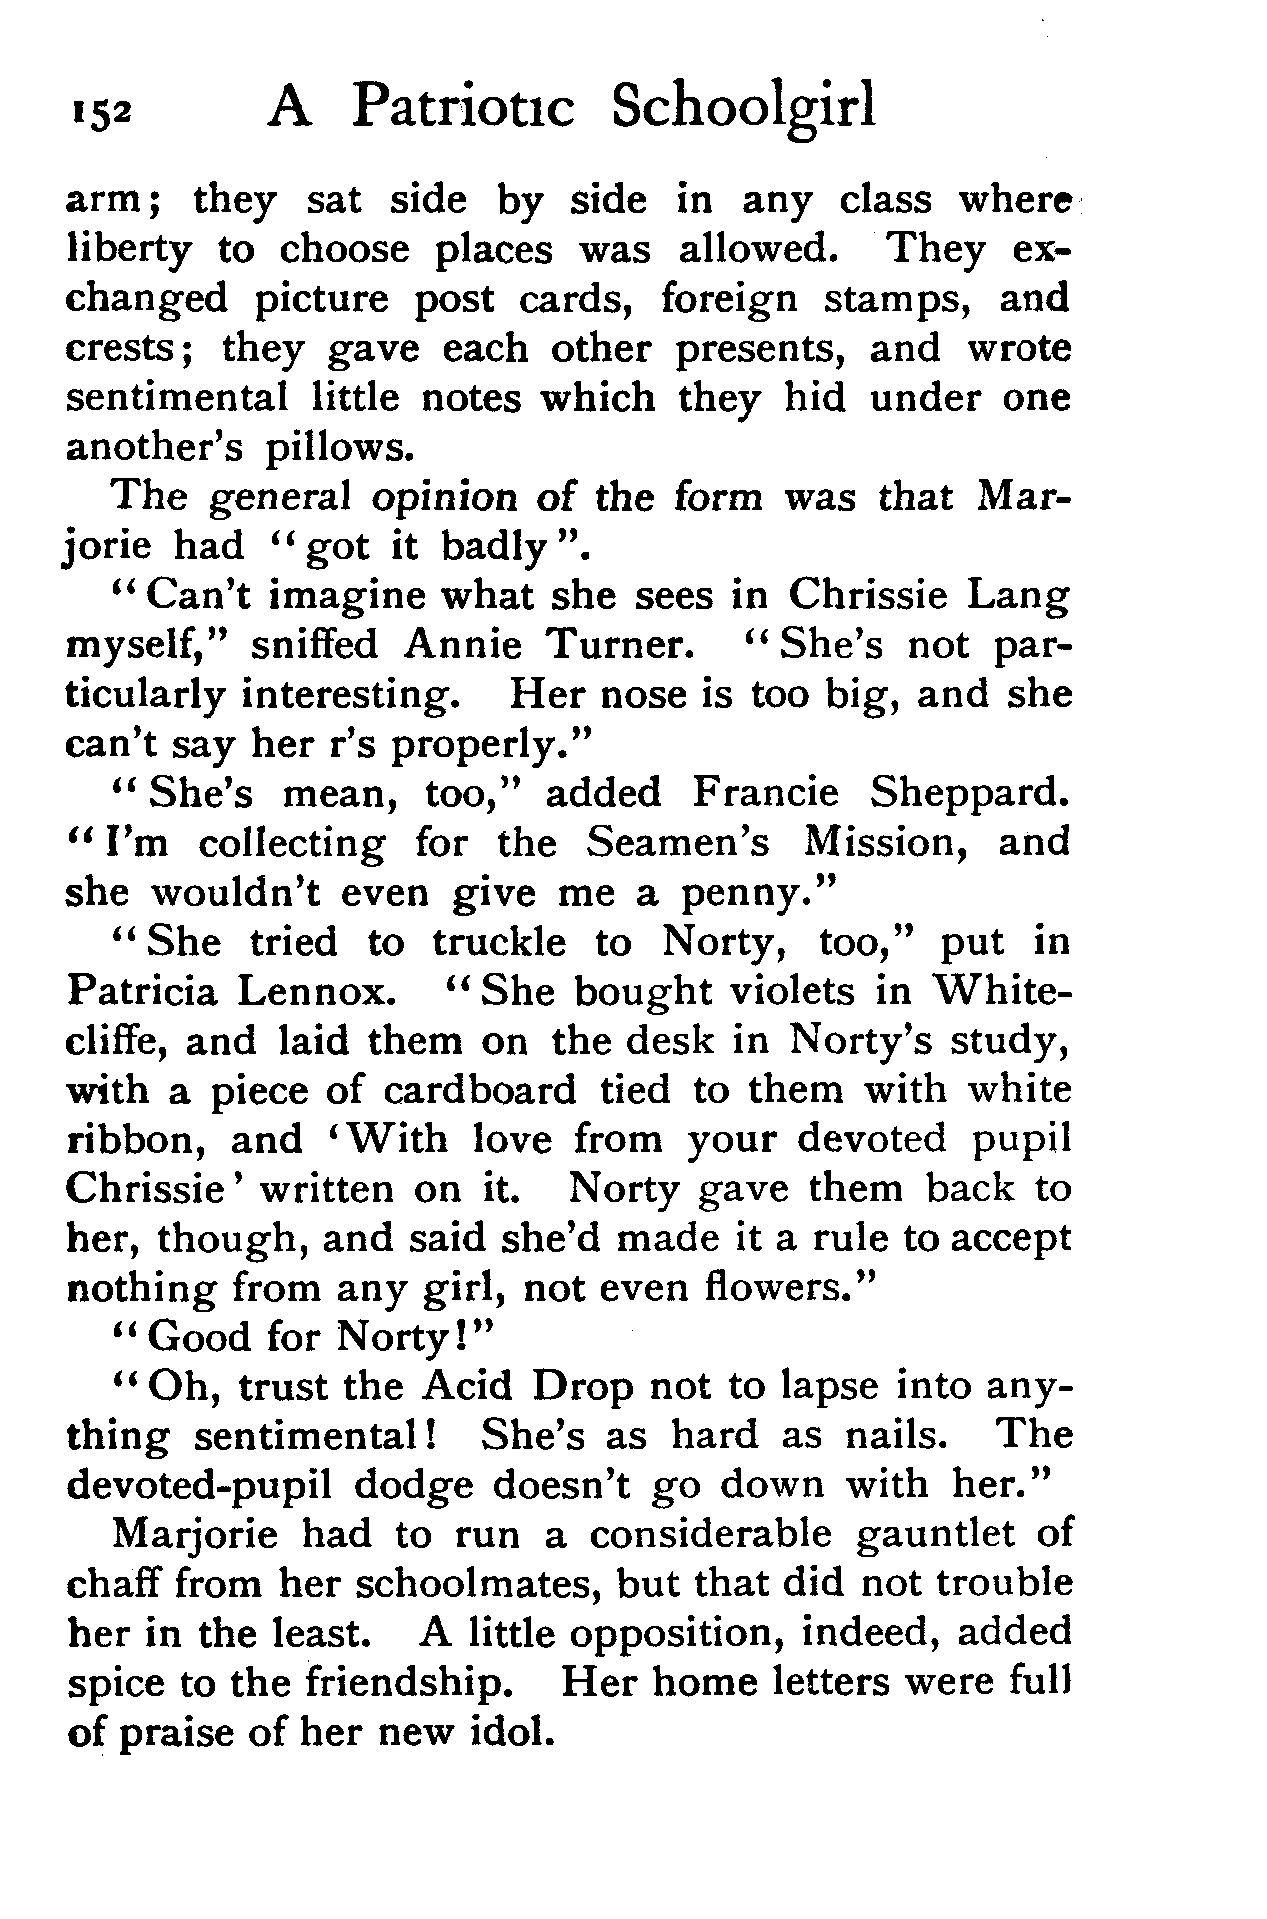 152 A Patriotic Schoolgirl
arm; they sat side by side in any class where
liberty to choose places was allowed. They ex-
changed picture post cards, foreign stamps, and
crests; they gave each other presents, and wrote
sentimental little notes which they hid under one
another's pillows.
The general opinion of the form was that Mar-
jorie had "got it badly".
"Can't imagine what she sees in Chrissie Lang
myself," sniffed Annie Turner. "She's not par-
ticularly interesting. Her nose is too big, and she
can't say her r's properly."
"She's mean, too," added Francie Sheppard.
"I'm collecting for the Seamen's Mission, and
she wouldn't even give me a penny."
"She tried to truckle to Norty, too," put in
Patricia Lennox. "She bought violets in White-
cliffe, and laid them on the desk in Norty's study,
with a piece of cardboard tied to them with white
ribbon, and 'With love from your devoted pupil
Chrissie' written on it. Norty gave them back to
her, though, and said she'd made it a rule to accept
nothing from any girl, not even flowers."
"Good for Norty!"
"Oh, trust the Acid Drop not to lapse into any-
thing sentimental! She's as hard as nails. The
devoted-pupil dodge doesn't go down with her."
Marjorie had to run a considerable gauntlet of
chaff from her schoolmates, but that did not trouble
her in the least. A little opposition, indeed, added
spice to the friendship. Her home letters were full
of praise of her new idol.